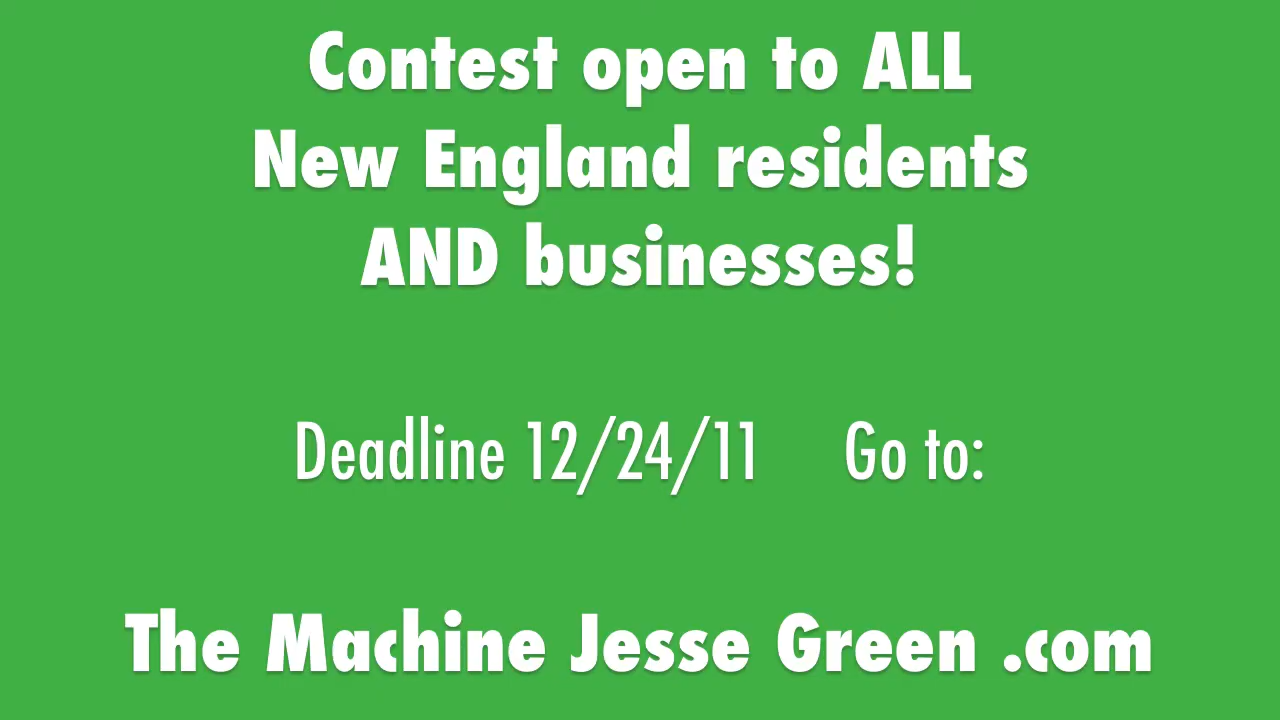 Contest open to ALL
New England residents
AND businesses!
Deadline 12/24/11 Go to:
The Machine Jesse Green .com